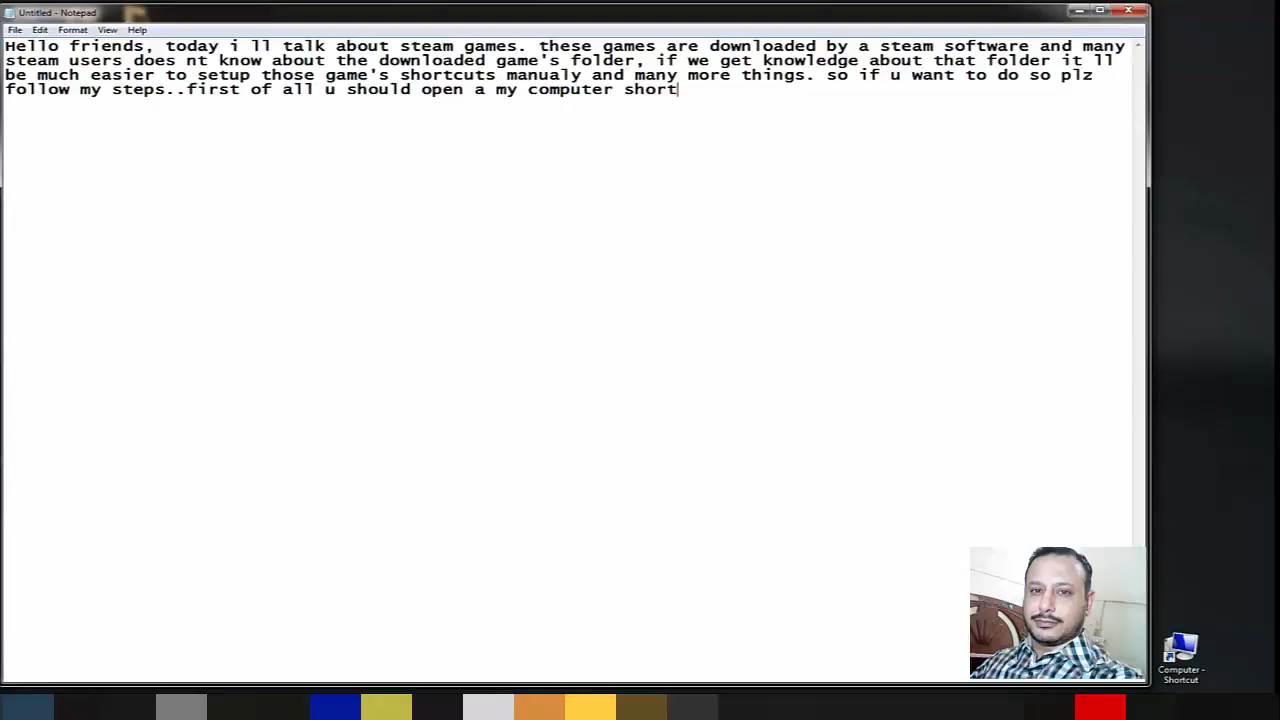 Untitled - Notepad
File Edit Format View Help
Hello friends, today i ll talk about steam games. these games are downloaded by a steam software and many
steam users does nt know about the downloaded game's folder, if we get knowledge about that folder it ll
be much easier to setup those game's shortcuts manualy and many more things. so if u want to do so plz
follow my steps..first of all u should open a my computer short
Computer -
Shortcut